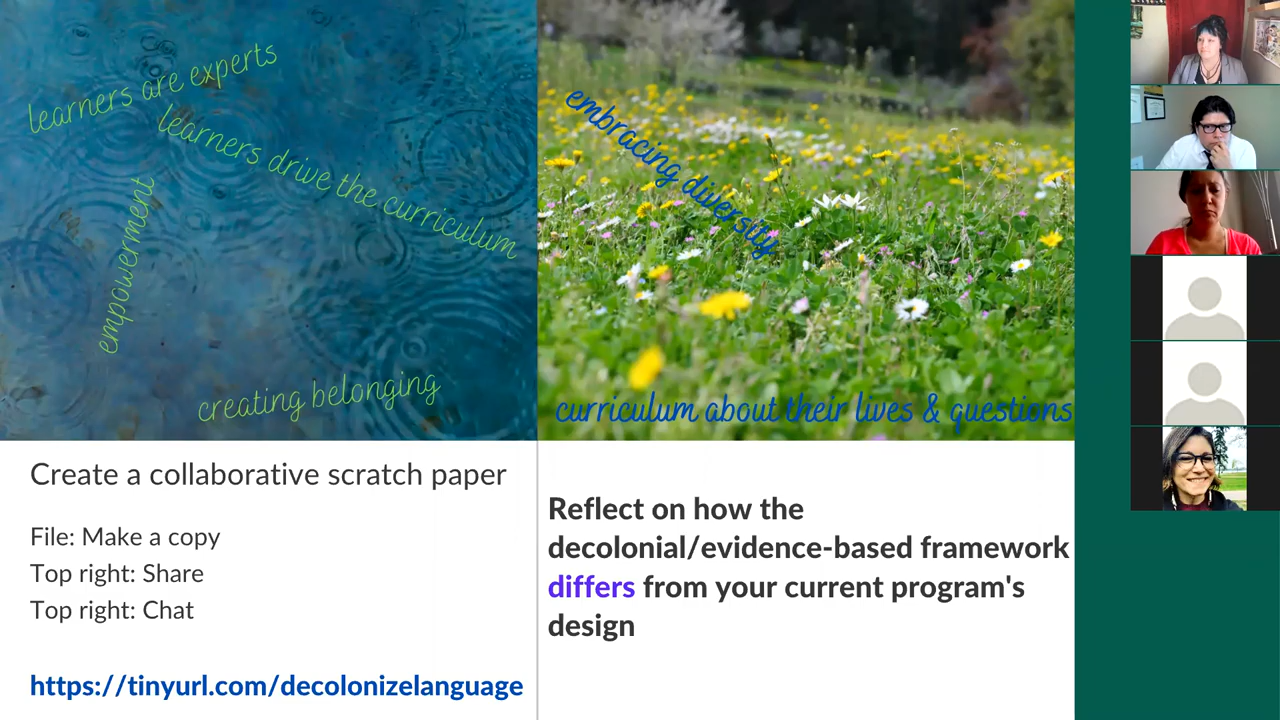 learners are experts
learners drive the curriculum
empowerment
creating belonging
embracing diversity
curriculum about their lives & questions
Create a collaborative scratch paper
File: Make a copy
Top right: Share
Top right: Chat
https://tinyurl.com/decolonizelanguage
Reflect on how the
decolonial/evidence-based framework
differs from your current program's
design